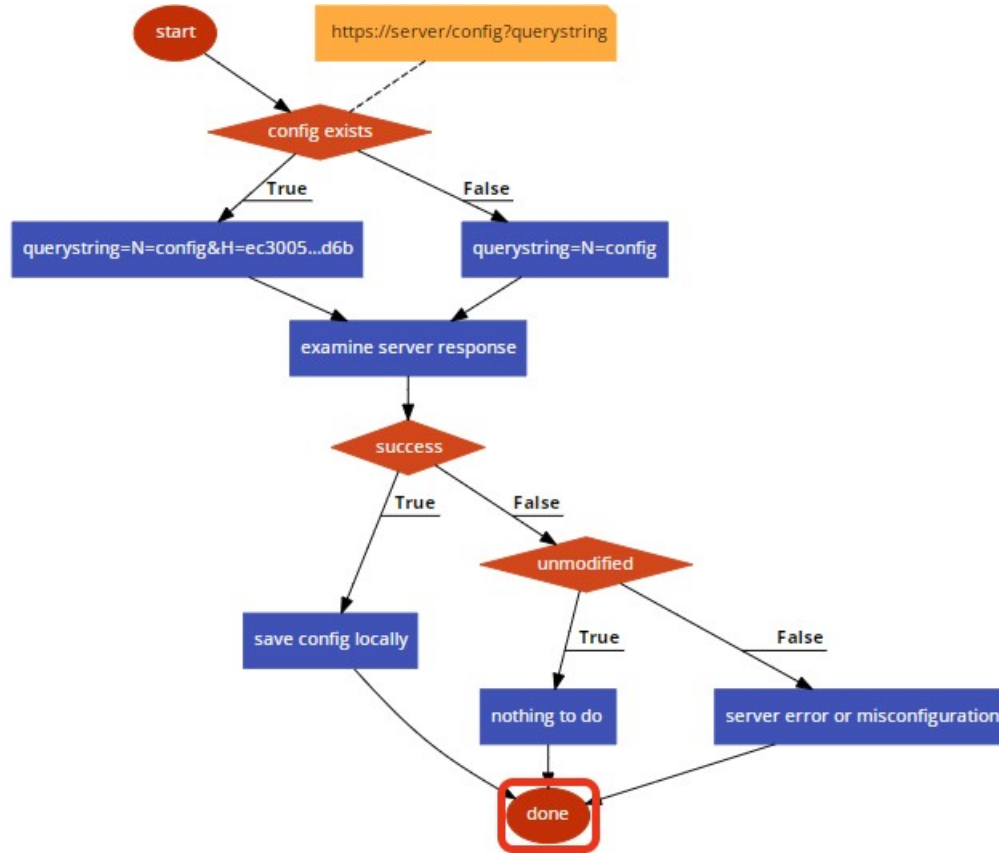 start
https://server/config?querystring
config exists
True
False
querystring=N=config&H=ec3005...d6b
querystring=N=config
examine server response
success
True
False
unmodified
save config locally
True
False
nothing to do
server error or misconfiguration
done